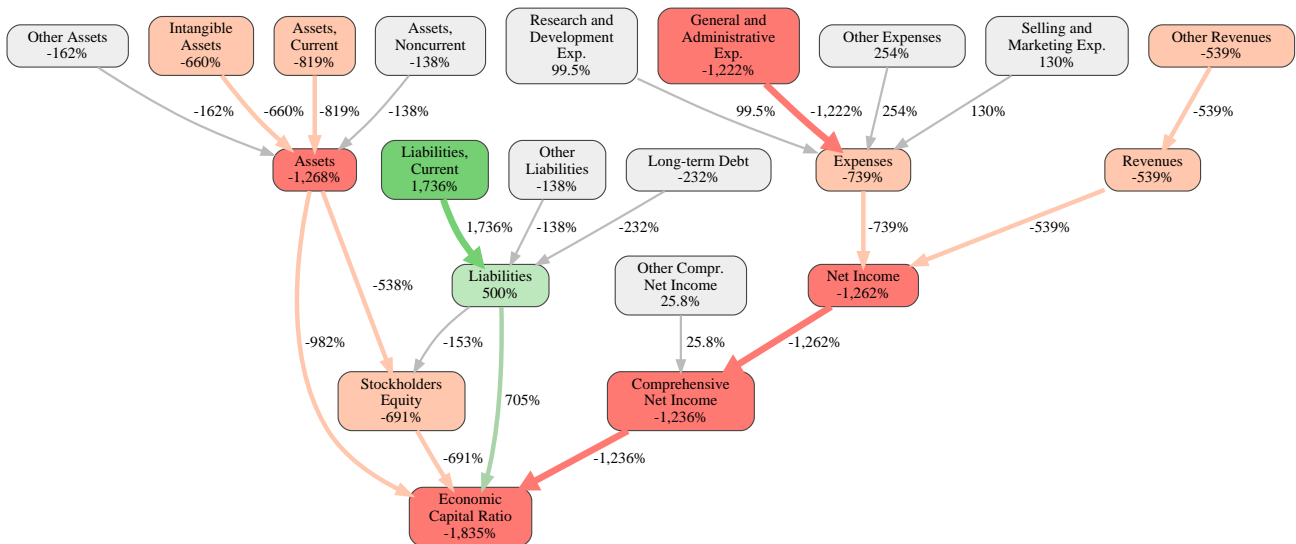 Other Assets
-162%
Intangible
Assets
-660%
Assets,
Current
-819%
Assets,
Noncurrent
-138%
Research and
Development
Exp.
99.5%
General and
Administrative
Exp.
-1,222%
Other Expenses
254%
Selling and
Marketing Exp.
130%
Other Revenues
-539%
-162%
-660%
-819%
-138%
99.5%
-1,222%
254%
130%
-539%
Assets
-1,268%
Liabilities,
Current
1,736%
Other
Liabilities
-138%
Long-term Debt
-232%
Expenses
-739%
Revenues
-539%
1,736%
-138%
-232%
-739%
-539%
-538%
Liabilities
500%
Other Compr.
Net Income
25.8%
Net Income
-1,262%
-982%
-153%
25.8%
-1,262%
Stockholders
Equity
-691%
705%
Comprehensive
Net Income
-1,236%
-691%
-1,236%
Economic
Capital Ratio
-1,835%